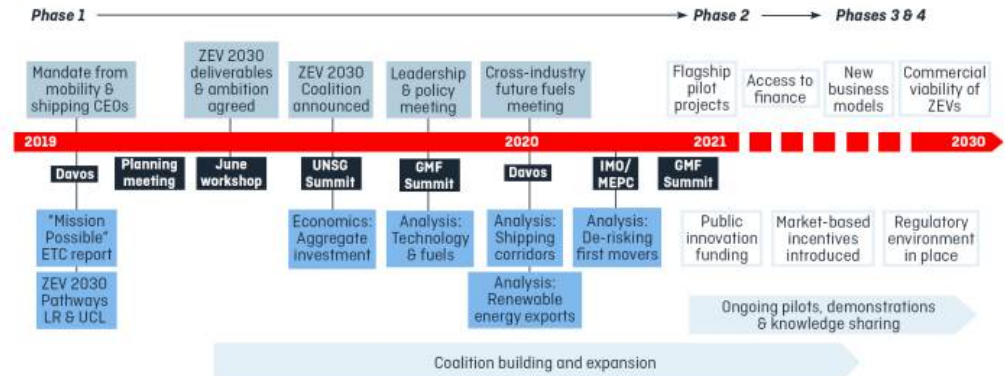 Phase 1
Phase 2
Phases 3 & 4
Mandate from
mobility &
shipping CEOs
ZEV 2030
deliverables
& ambition
agreed
ZEV 2030
Coalition
announced
Leadership
& policy
meeting
Cross-industry
future fuels
meeting
Flagship
pilot
projects
Access to
finance
New
business
models
Commercial
viability of
ZEVs
2019
2020
2021
2030
Davos
Planning
meeting
June
workshop
UNSG
Summit
GMF
Summit
Davos
IMO/
MEPC
GMF
Summit
"Mission
Possible"
ETC report
ZEV 2030
Pathways
LR & UCL
Economics:
Aggregate
investment
Analysis:
Technology
& fuels
Analysis:
Shipping
corridors
Analysis:
Renewable
energy exports
Analysis:
De-risking
first movers
Public
innovation
funding
Market-based
incentives
introduced
Regulatory
environment
in place
Ongoing pilots, demonstrations
& knowledge sharing
Coalition building and expansion